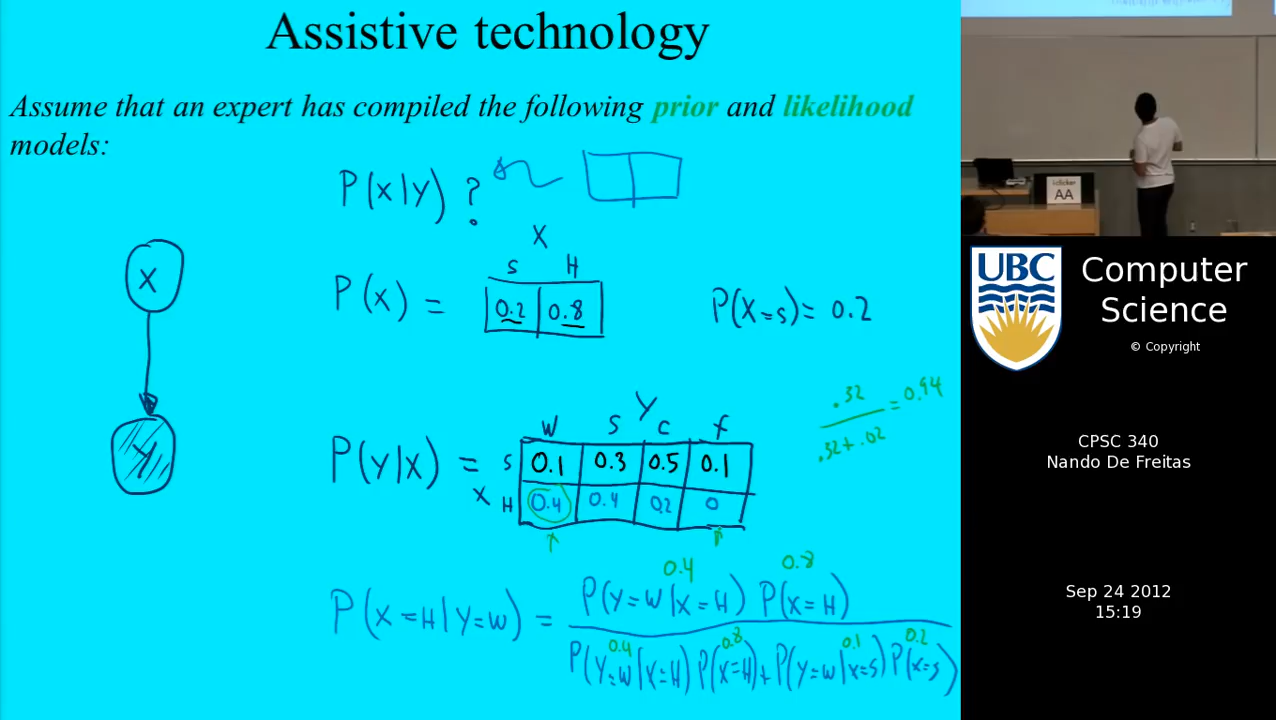 Assistive technology
Assume that an expert has compiled the following prior and likelihood
models:
P(X|Y) ?
X
S H
P(X) = 0.2 0.8
P(X=S) = 0.2
X
Y
Y
W S C F
P(Y|X) =
X
S 0.1 0.3 0.5 0.1
H 0.4 0.4 0.2 0
.32
.32 + .02
= 0.94
0.4 0.8
P(Y=W|X=H) P(X=H)
P(X=H|Y=W) =
0.4 0.8 0.1 0.2
P(Y=W|X=H) P(X=H) + P(Y=W|X=S) P(X=S)
i-clicker
AA
UBC
Computer
Science
© Copyright
CPSC 340
Nando De Freitas
Sep 24 2012
15:19